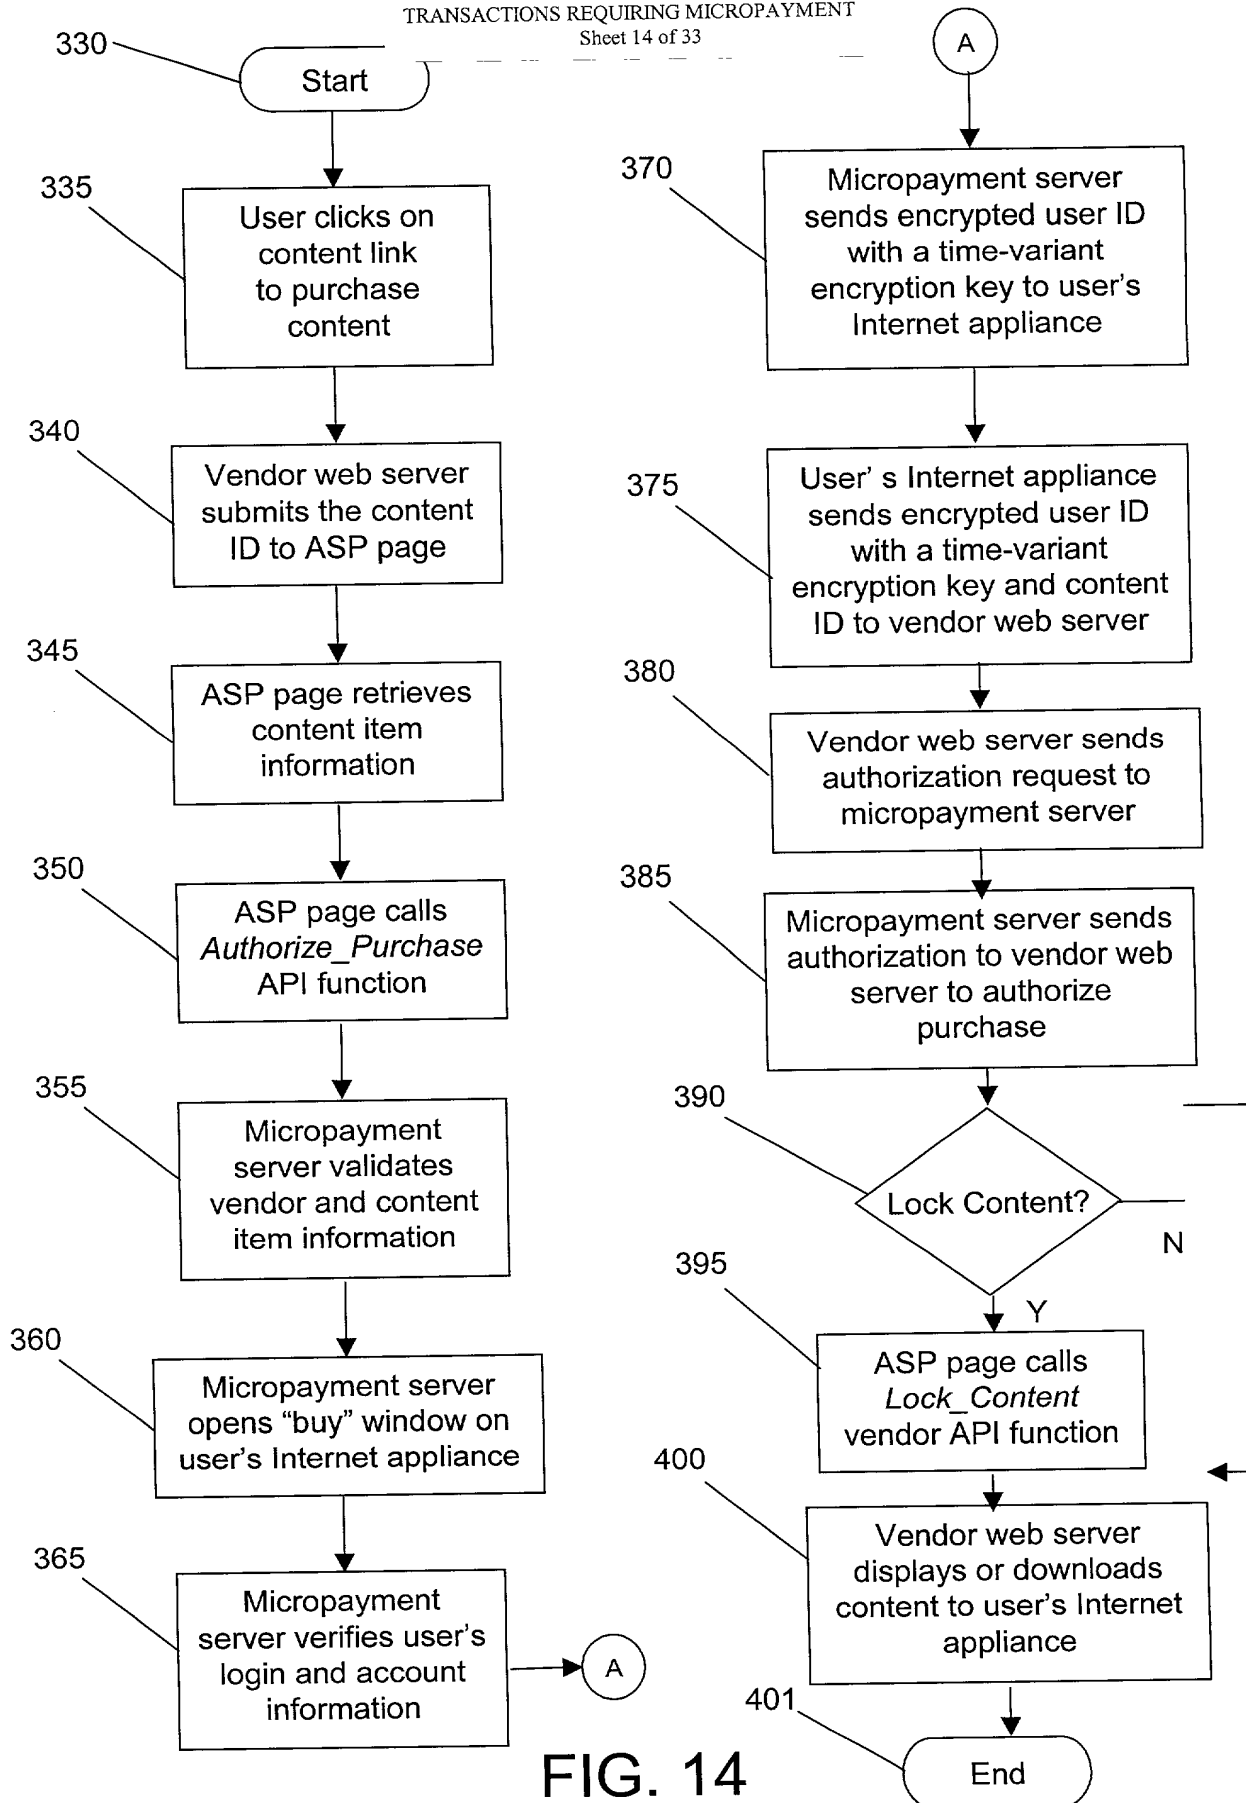 TRANSACTIONS REQUIRING MICROPAYMENT
Sheet 14 of 33
330
Start
335
User clicks on
content link
to purchase
content
340
Vendor web server
submits the content
ID to ASP page
345
ASP page retrieves
content item
information
350
ASP page calls
Authorize_Purchase
API function
355
Micropayment
server validates
vendor and content
item information
360
Micropayment server
opens “buy” window on
user's Internet appliance
365
Micropayment
server verifies user's
login and account
information
A
A
370
Micropayment server
sends encrypted user ID
with a time-variant
encryption key to user's
Internet appliance
375
User' s Internet appliance
sends encrypted user ID
with a time-variant
encryption key and content
ID to vendor web server
380
Vendor web server sends
authorization request to
micropayment server
385
Micropayment server sends
authorization to vendor web
server to authorize
purchase
390
Lock Content?
N
Y
395
ASP page calls
Lock_Content
vendor API function
400
Vendor web server
displays or downloads
content to user's Internet
appliance
401
End
FIG. 14